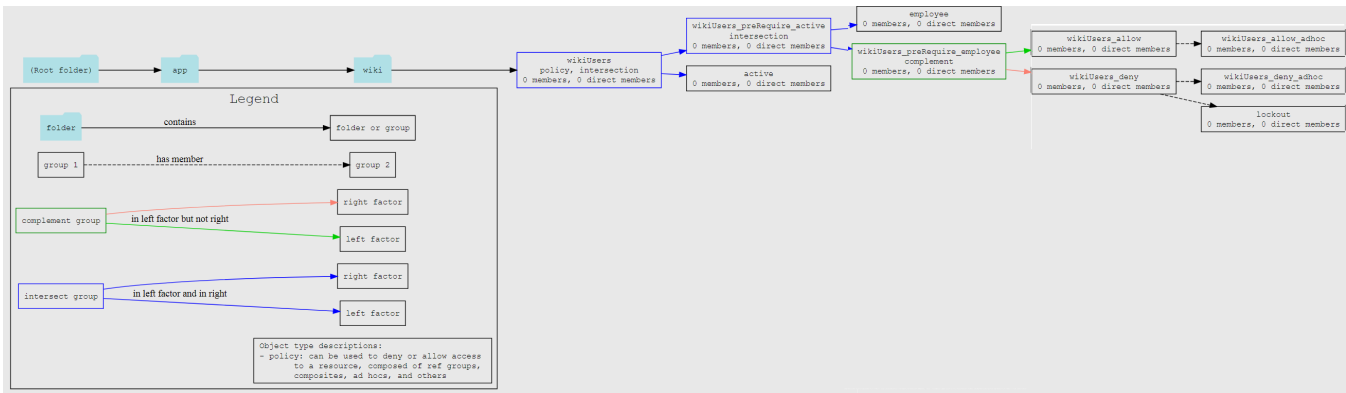 (Root folder)
app
wiki
wikiUsers
policy, intersection
0 members, 0 direct members
wikiUsers_preRequire_active
intersection
0 members, 0 direct members
active
0 members, 0 direct members
employee
0 members, 0 direct members
wikiUsers_preRequire_employee
complement
0 members, 0 direct members
wikiUsers_allow
0 members, 0 direct members
wikiUsers_deny
0 members, 0 direct members
wikiUsers_allow_adhoc
0 members, 0 direct members
wikiUsers_deny_adhoc
0 members, 0 direct members
lockout
0 members, 0 direct members
Legend
folder
contains
folder or group
group 1
has member
group 2
complement group
in left factor but not right
right factor
left factor
intersect group
in left factor and in right
right factor
left factor
Object type descriptions:
- policy: can be used to deny or allow access
to a resource, composed of ref groups,
composites, ad hocs, and others